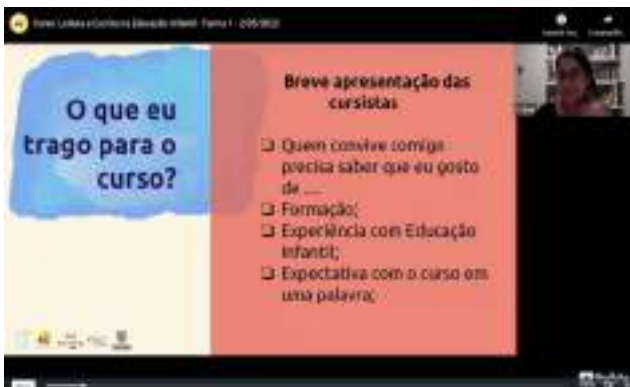 O que eu
trago para o
curso?
Breve apresentação das
cursistas
Quem convive comigo
precisa saber que eu gosto
de ....
Formação;
Experiência com Educação
Infantil;
Expectativa com o curso em
uma palavra;